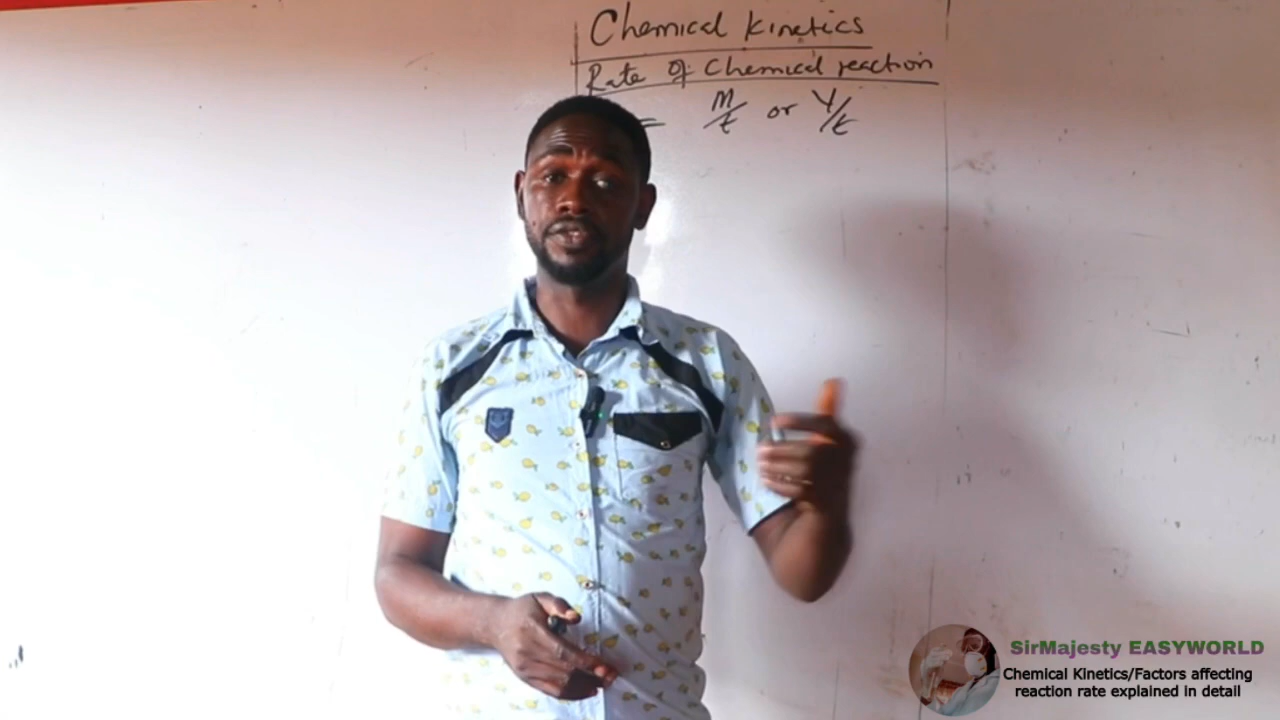 Chemical Kinetics
Rate of Chemical reaction
= M/t or V/t
SirMajesty EASYWORLD
Chemical Kinetics/Factors affecting
reaction rate explained in detail